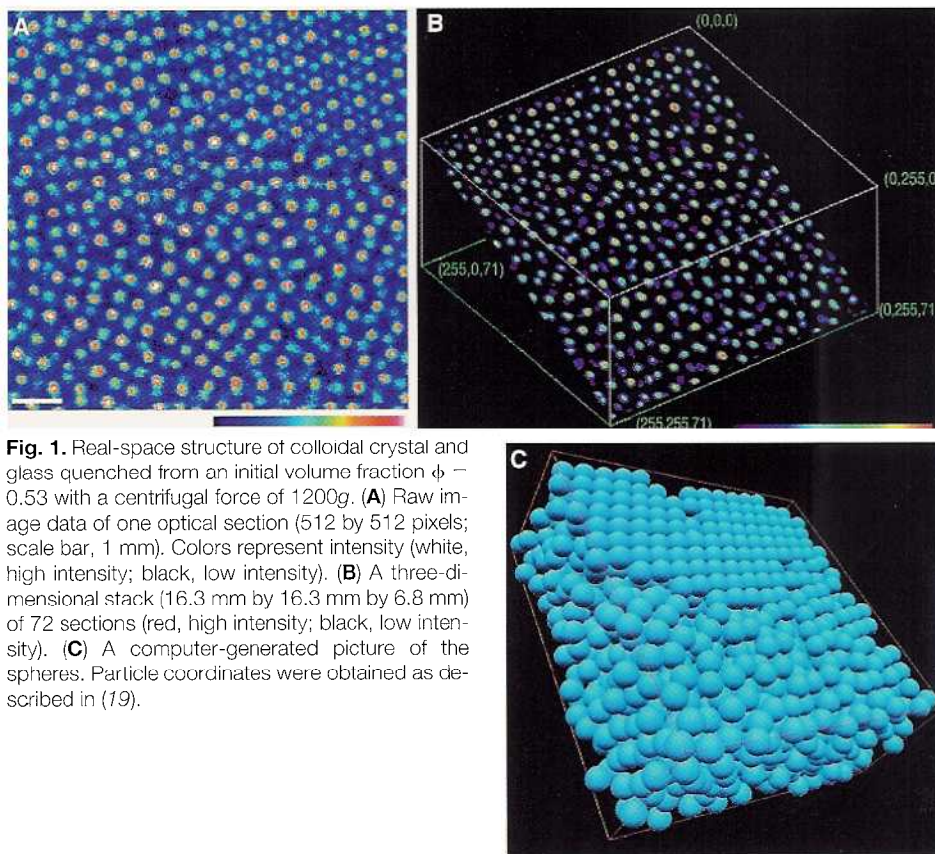 A
B
(0,0,0)
(0,255,0
(255,0,71)
(0,255,71)
(255,255,71)
Fig. 1. Real-space structure of colloidal crystal and
glass quenched from an initial volume fraction ϕ =
0.53 with a centrifugal force of 1200g. (A) Raw im-
age data of one optical section (512 by 512 pixels;
scale bar, 1 mm). Colors represent intensity (white,
high intensity; black, low intensity). (B) A three-di-
mensional stack (16.3 mm by 16.3 mm by 6.8 mm)
of 72 sections (red, high intensity; black, low inten-
sity). (C) A computer-generated picture of the
spheres. Particle coordinates were obtained as de-
scribed in (19).
C